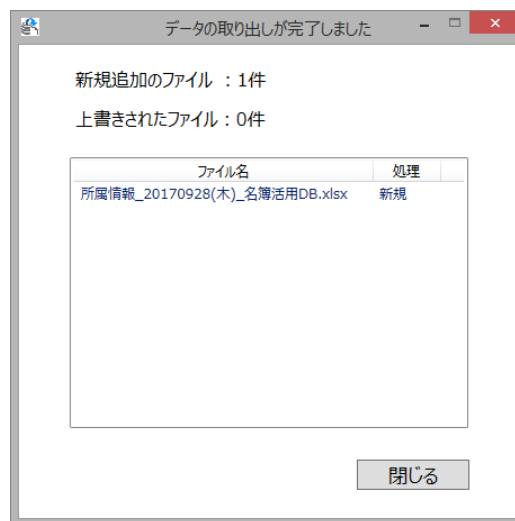 データの取り出しが完了しました
新規追加のファイル ：1件
上書きされたファイル：0件
ファイル名 処理
所属情報_20170928(木)_名簿活用DB.xlsx 新規
閉じる